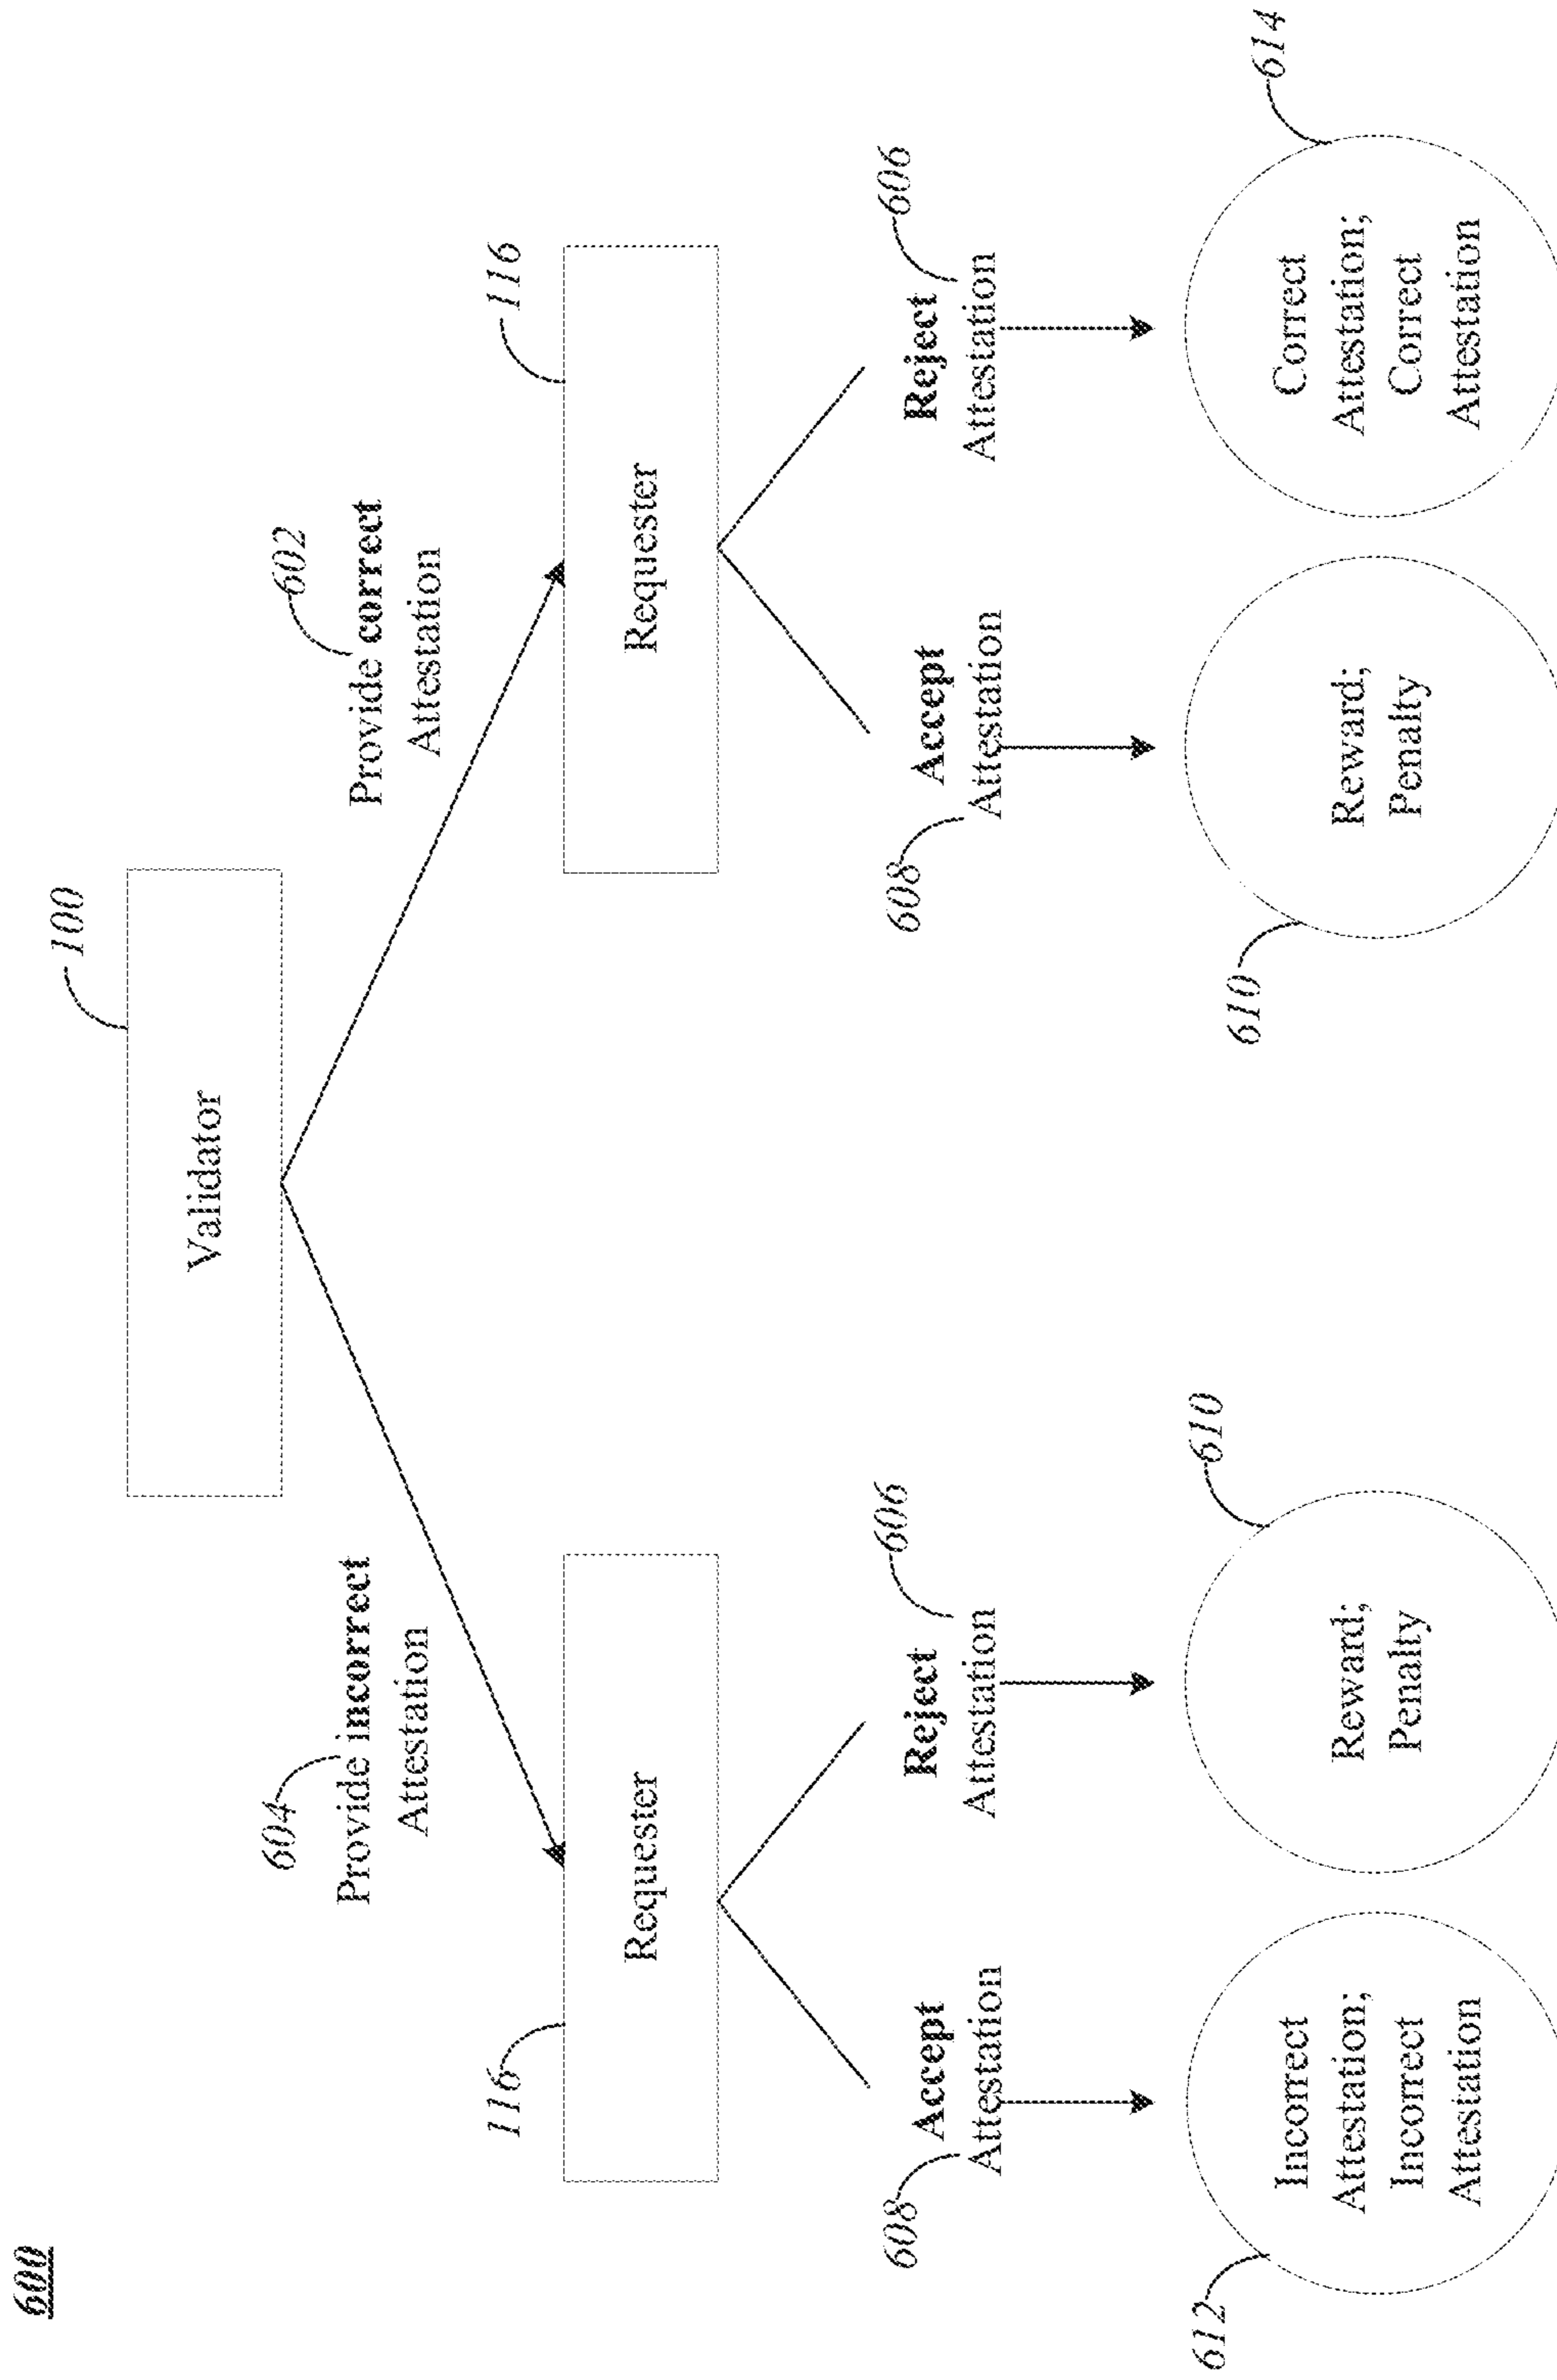 600
100
Validator
604
Provide incorrect
Attestation
602
Provide correct
Attestation
116
Requester
116
Requester
608
Accept
Attestation
606
Reject
Attestation
608
Accept
Attestation
606
Reject
Attestation
612
Incorrect
Attestation;
Incorrect
Attestation
610
Reward;
Penalty
610
Reward;
Penalty
614
Correct
Attestation;
Correct
Attestation